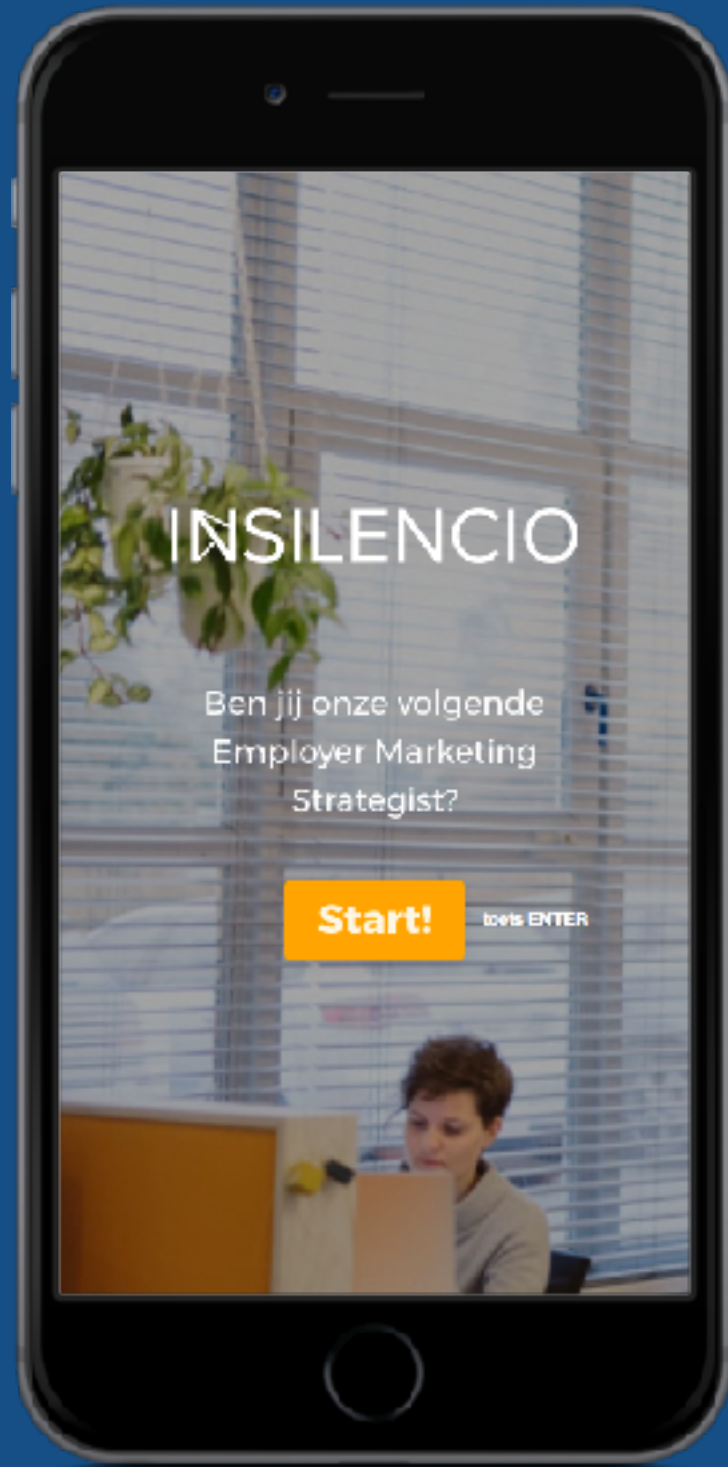 INSILENCIO
Ben jij onze volgende
Employer Marketing
Strategist?
Start!
toets ENTER